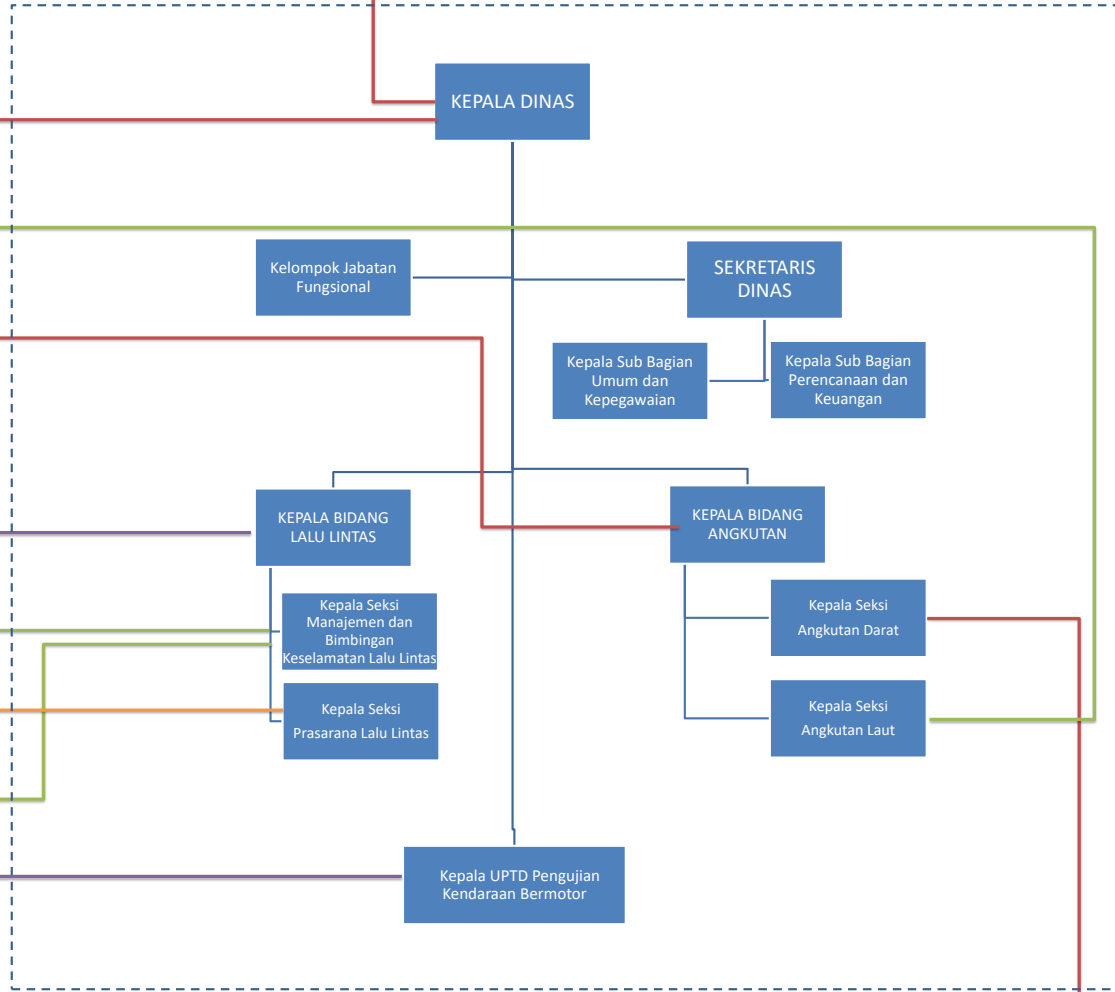 KEPALA DINAS
Kelompok Jabatan
Fungsional
SEKRETARIS
DINAS
Kepala Sub Bagian
Umum dan
Kepegawaian
Kepala Sub Bagian
Perencanaan dan
Keuangan
KEPALA BIDANG
LALU LINTAS
KEPALA BIDANG
ANGKUTAN
Kepala Seksi
Manajemen dan
Bimbingan
Keselamatan Lalu Lintas
Kepala Seksi
Angkutan Darat
Kepala Seksi
Prasarana Lalu Lintas
Kepala Seksi
Angkutan Laut
Kepala UPTD Pengujian
Kendaraan Bermotor